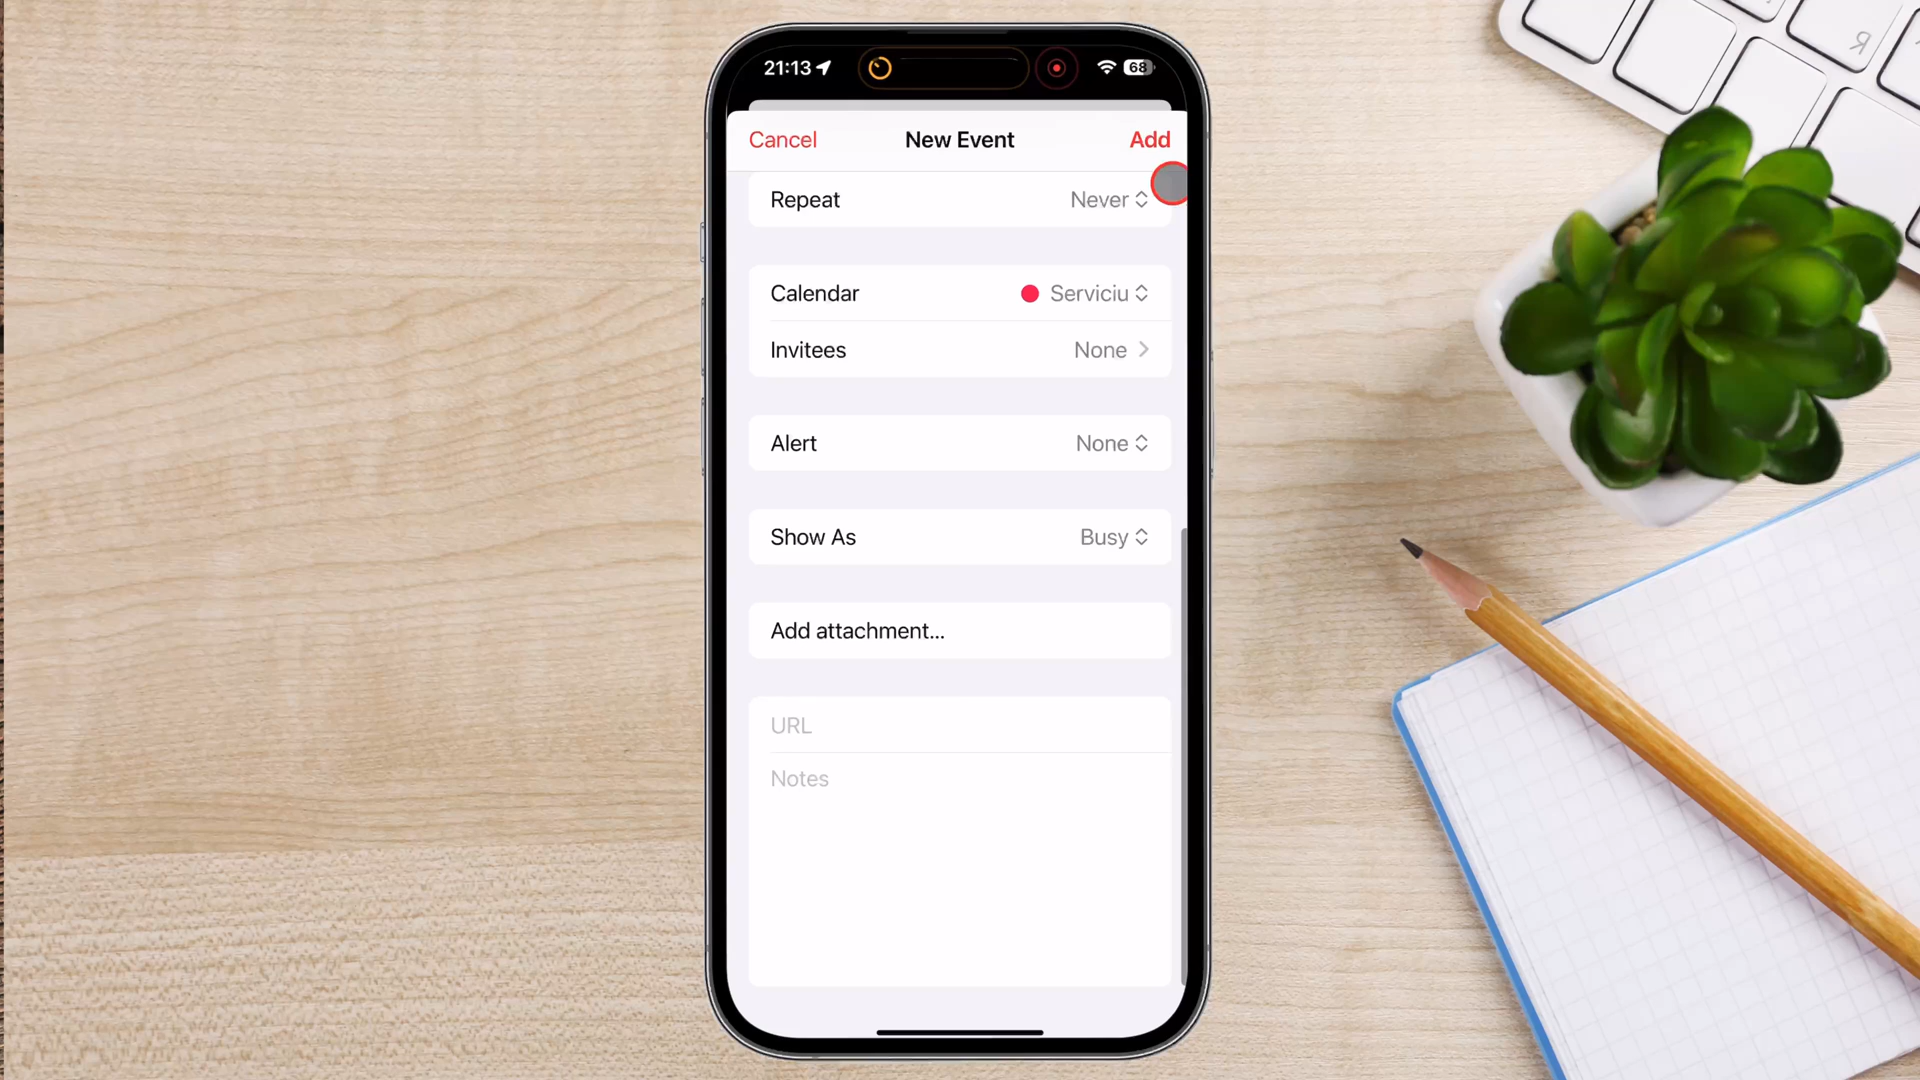 21:13
68
Cancel
New Event
Add
Repeat
Never
Calendar
Serviciu
Invitees
None
Alert
None
Show As
Busy
Add attachment...
URL
Notes
R